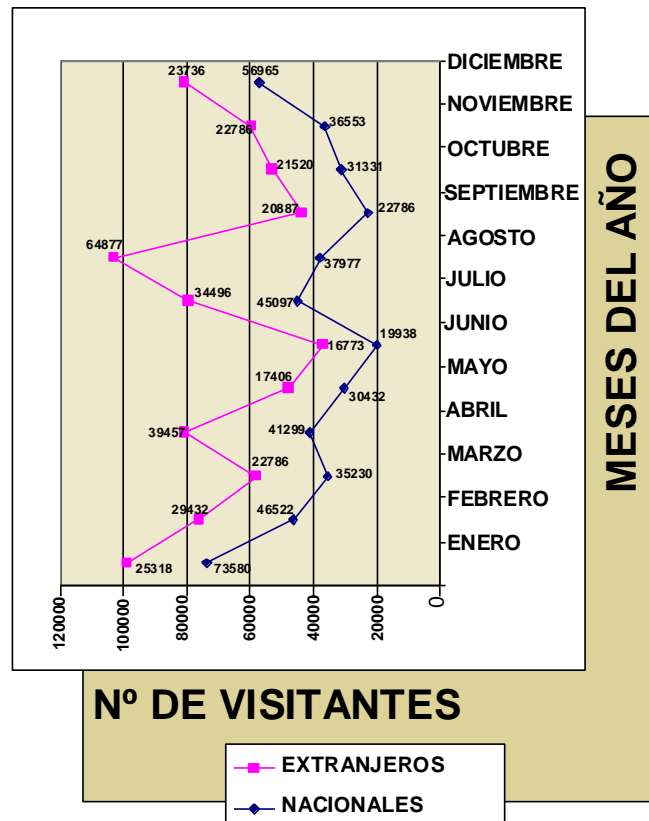 DICIEMBRE
23736 56965
NOVIEMBRE
22786 36553
OCTUBRE
21520 31331
SEPTIEMBRE
20887 22786
AGOSTO
64877 37977
JULIO
34496 45097
JUNIO
16773 19938
MAYO
17406 30432
ABRIL
39457 41299
MARZO
22786 35230
FEBRERO
29432 46522
ENERO
25318 73580
120000 100000 80000 60000 40000 20000 0
MESES DEL AÑO
Nº DE VISITANTES
EXTRANJEROS
NACIONALES